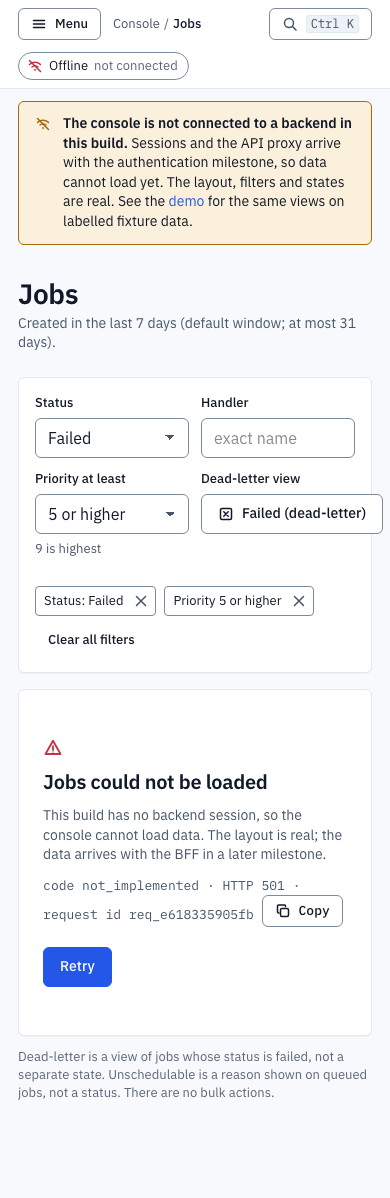 Menu
Console / Jobs
Ctrl K
Offline not connected
The console is not connected to a backend in
this build. Sessions and the API proxy arrive
with the authentication milestone, so data
cannot load yet. The layout, filters and states
are real. See the demo for the same views on
labelled fixture data.
Jobs
Created in the last 7 days (default window; at most 31
days).
Status
Handler
Failed
exact name
Priority at least
Dead-letter view
5 or higher
Failed (dead-letter)
9 is highest
Status: Failed
Priority 5 or higher
Clear all filters
Jobs could not be loaded
This build has no backend session, so the
console cannot load data. The layout is real; the
data arrives with the BFF in a later milestone.
code not_implemented · HTTP 501 ·
request id req_e618335905fb
Copy
Retry
Dead-letter is a view of jobs whose status is failed, not a
separate state. Unschedulable is a reason shown on queued
jobs, not a status. There are no bulk actions.